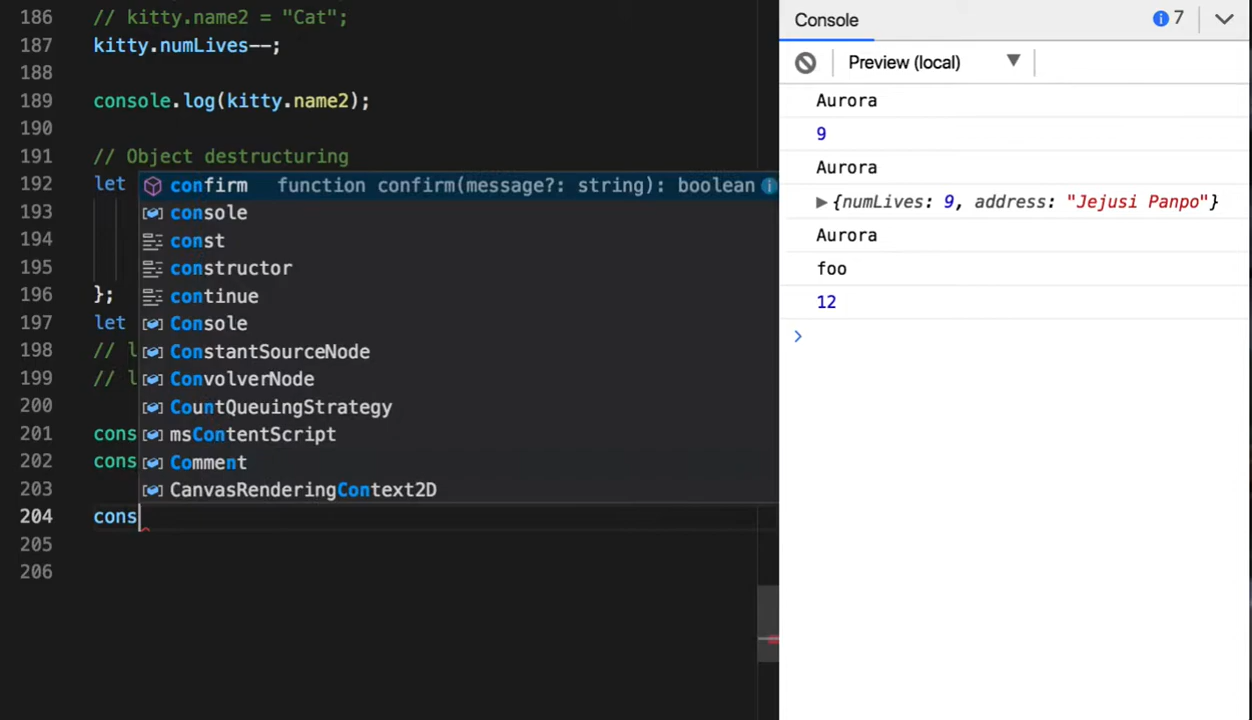 186 // kitty.name2 = "Cat";
187 kitty.numLives--;
188
189 console.log(kitty.name2);
190
191 // Object destructuring
192 let
193
194
195
196 };
197 let
198 // l
199 // l
200
201 cons
202 cons
203
204 cons
205
206
confirm function confirm(message?: string): boolean
console
const
constructor
continue
Console
ConstantSourceNode
ConvolverNode
CountQueuingStrategy
msContentScript
Comment
CanvasRenderingContext2D
Console 7
Preview (local)
Aurora
9
Aurora
{numLives: 9, address: "Jejusi Panpo"}
Aurora
foo
12